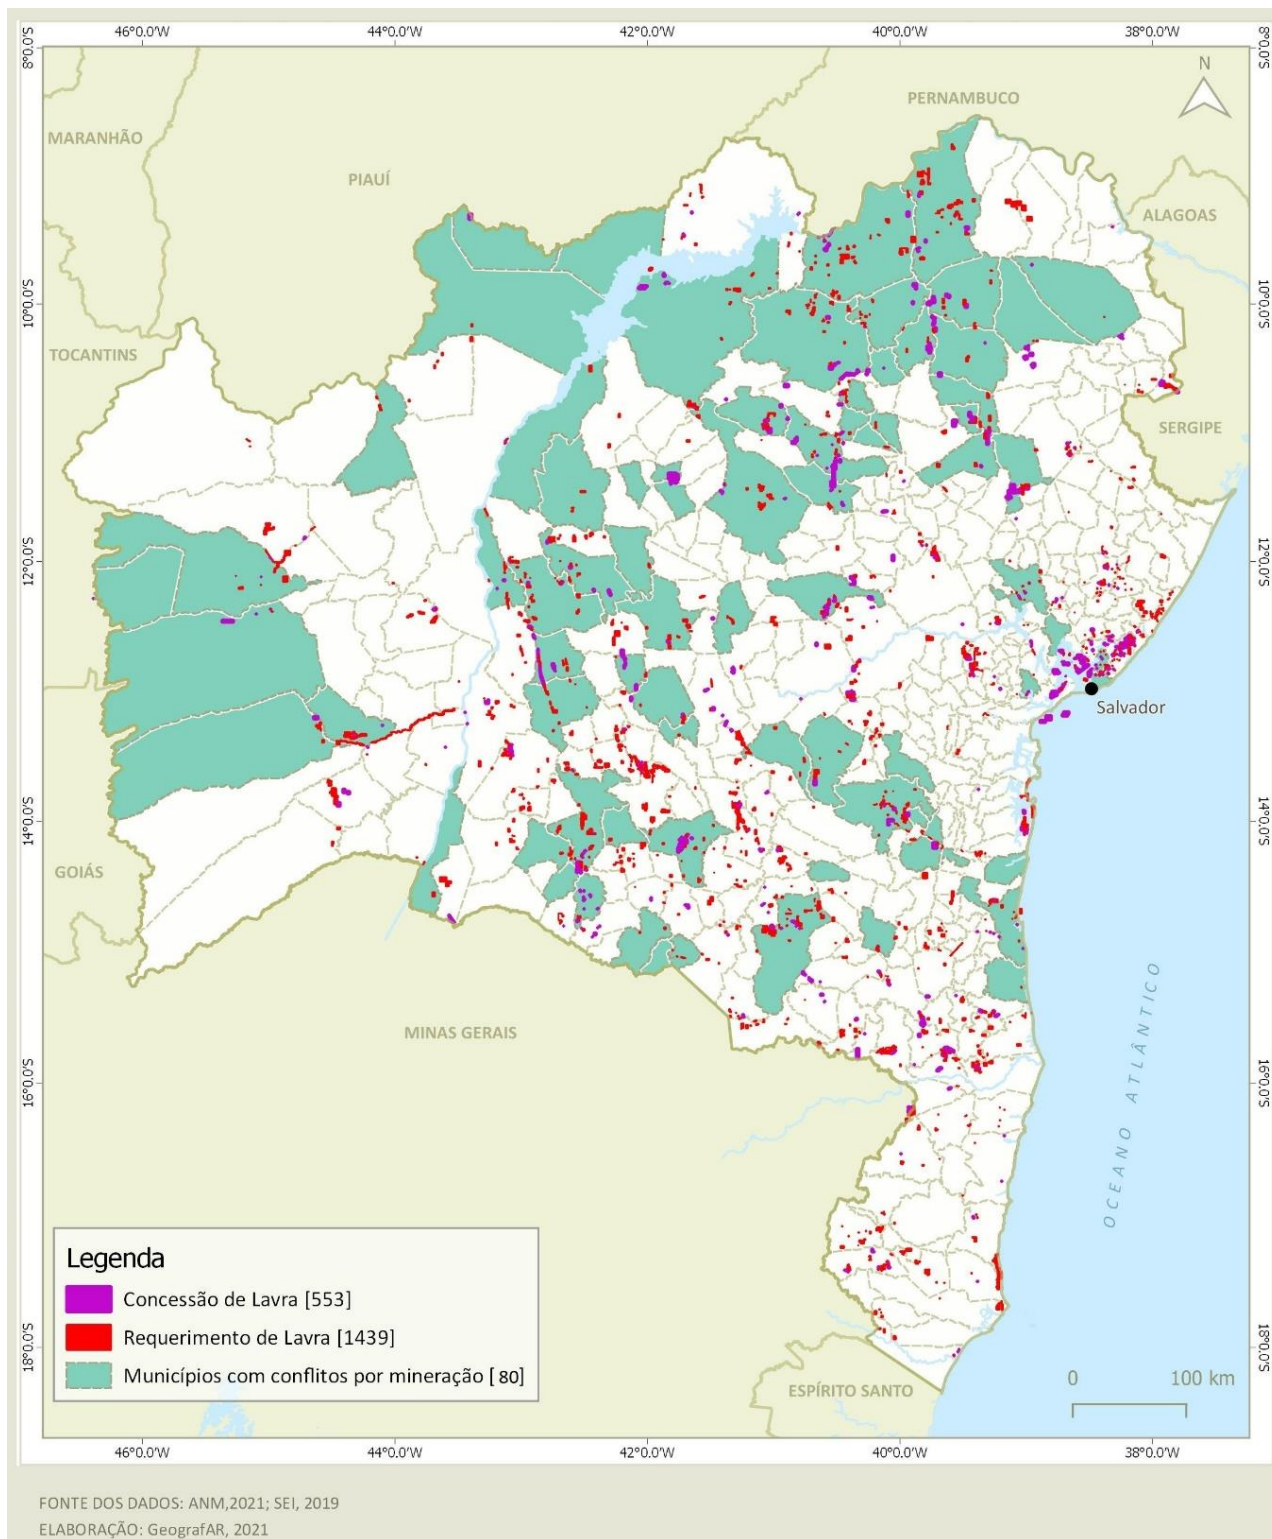 46°0.0'W 44°0.0'W 42°0.0'W 40°0.0'W 38°0.0'W
8°0.0'S
8°0.0'S
N
PERNAMBUCO
MARANHÃO
PIAUÍ
ALAGOAS
10°0.0'S
10°0.0'S
TOCANTINS
SERGIPE
12°0.0'S
12°0.0'S
Salvador
14°0.0'S
14°0.0'S
GOIÁS
OCEANO ATLÂNTICO
MINAS GERAIS
16°0.0'S
16°0.0'S
Legenda
Concessão de Lavra [553]
Requerimento de Lavra [1439]
Municípios com conflitos por mineração [ 80]
18°0.0'S
18°0.0'S
ESPÍRITO SANTO
0 100 km
46°0.0'W 44°0.0'W 42°0.0'W 40°0.0'W 38°0.0'W
FONTE DOS DADOS: ANM,2021; SEI, 2019
ELABORAÇÃO: GeografAR, 2021